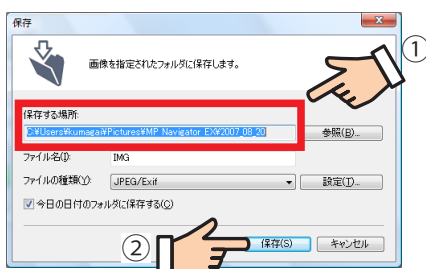 保存
①
画像を指定されたフォルダに保存します。
保存する場所:
C:¥Users¥kumagai¥Pictures¥MP Navigator EX¥2007_08_20
参照(B)...
ファイル名(I): IMG
ファイルの種類(Y): JPEG/Exif 設定(T)...
今日の日付のフォルダに保存する(C)
② 保存(S) キャンセル